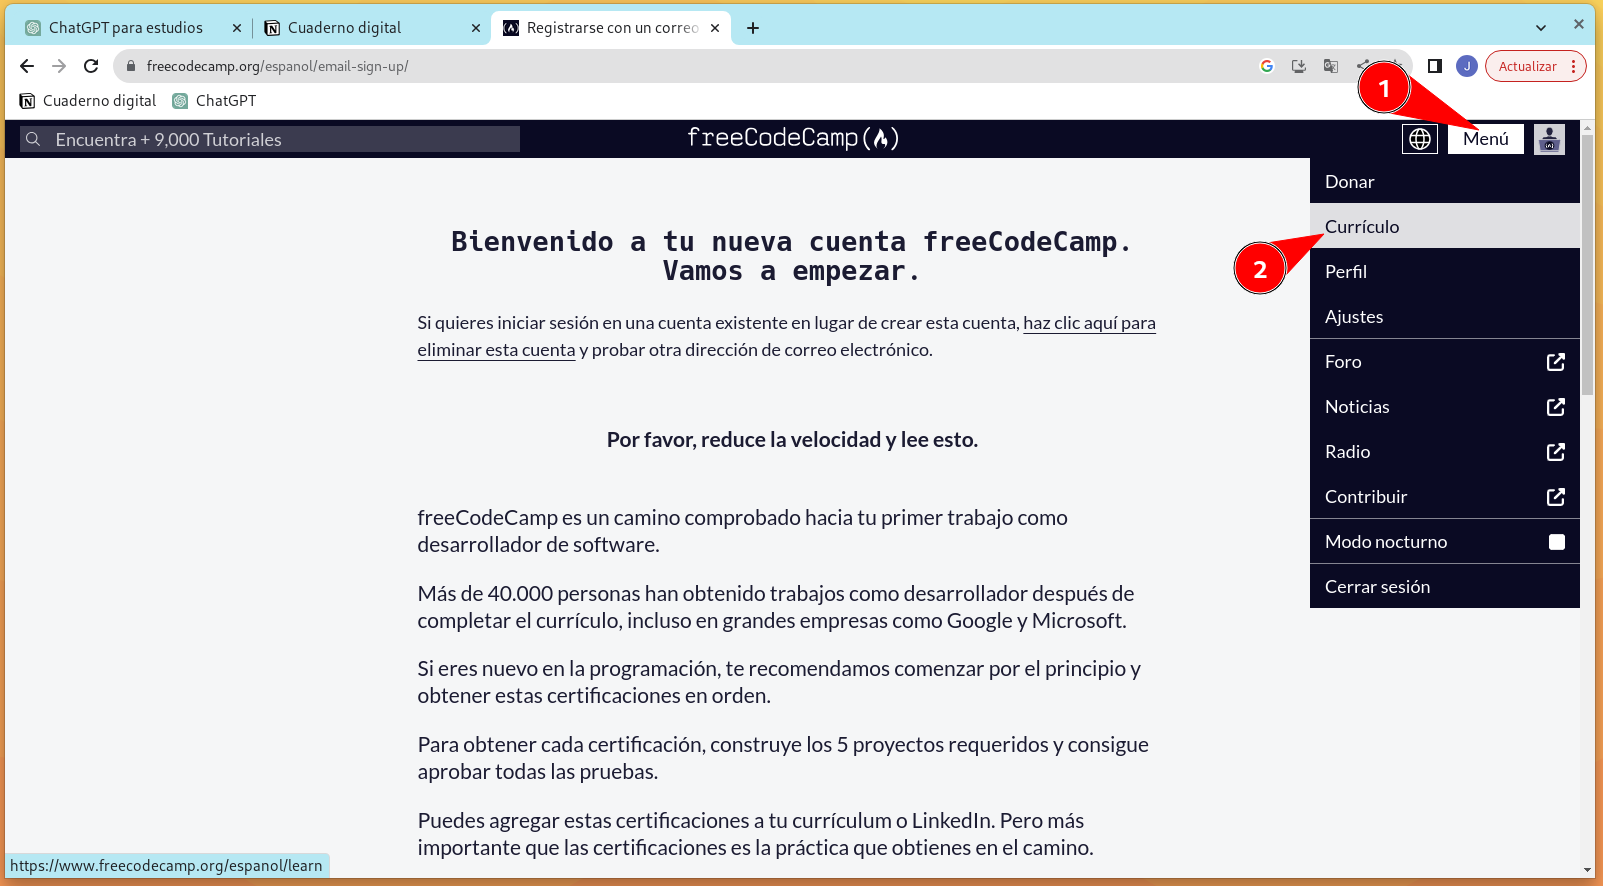 ChatGPT para estudios
Cuaderno digital
Registrarse con un correo
freecodecamp.org/espanol/email-sign-up/
J
Actualizar
Cuaderno digital
ChatGPT
1
Encuentra + 9,000 Tutoriales
freeCodeCamp(
)
Menú
Donar
Currículo
2
Perfil
Ajustes
Foro
Noticias
Radio
Contribuir
Modo nocturno
Cerrar sesión
Bienvenido a tu nueva cuenta freeCodeCamp.
Vamos a empezar.
Si quieres iniciar sesión en una cuenta existente en lugar de crear esta cuenta, haz clic aquí para
eliminar esta cuenta y probar otra dirección de correo electrónico.
Por favor, reduce la velocidad y lee esto.
freeCodeCamp es un camino comprobado hacia tu primer trabajo como
desarrollador de software.
Más de 40.000 personas han obtenido trabajos como desarrollador después de
completar el currículo, incluso en grandes empresas como Google y Microsoft.
Si eres nuevo en la programación, te recomendamos comenzar por el principio y
obtener estas certificaciones en orden.
Para obtener cada certificación, construye los 5 proyectos requeridos y consigue
aprobar todas las pruebas.
Puedes agregar estas certificaciones a tu currículum o LinkedIn. Pero más
importante que las certificaciones es la práctica que obtienes en el camino.
https://www.freecodecamp.org/espanol/learn